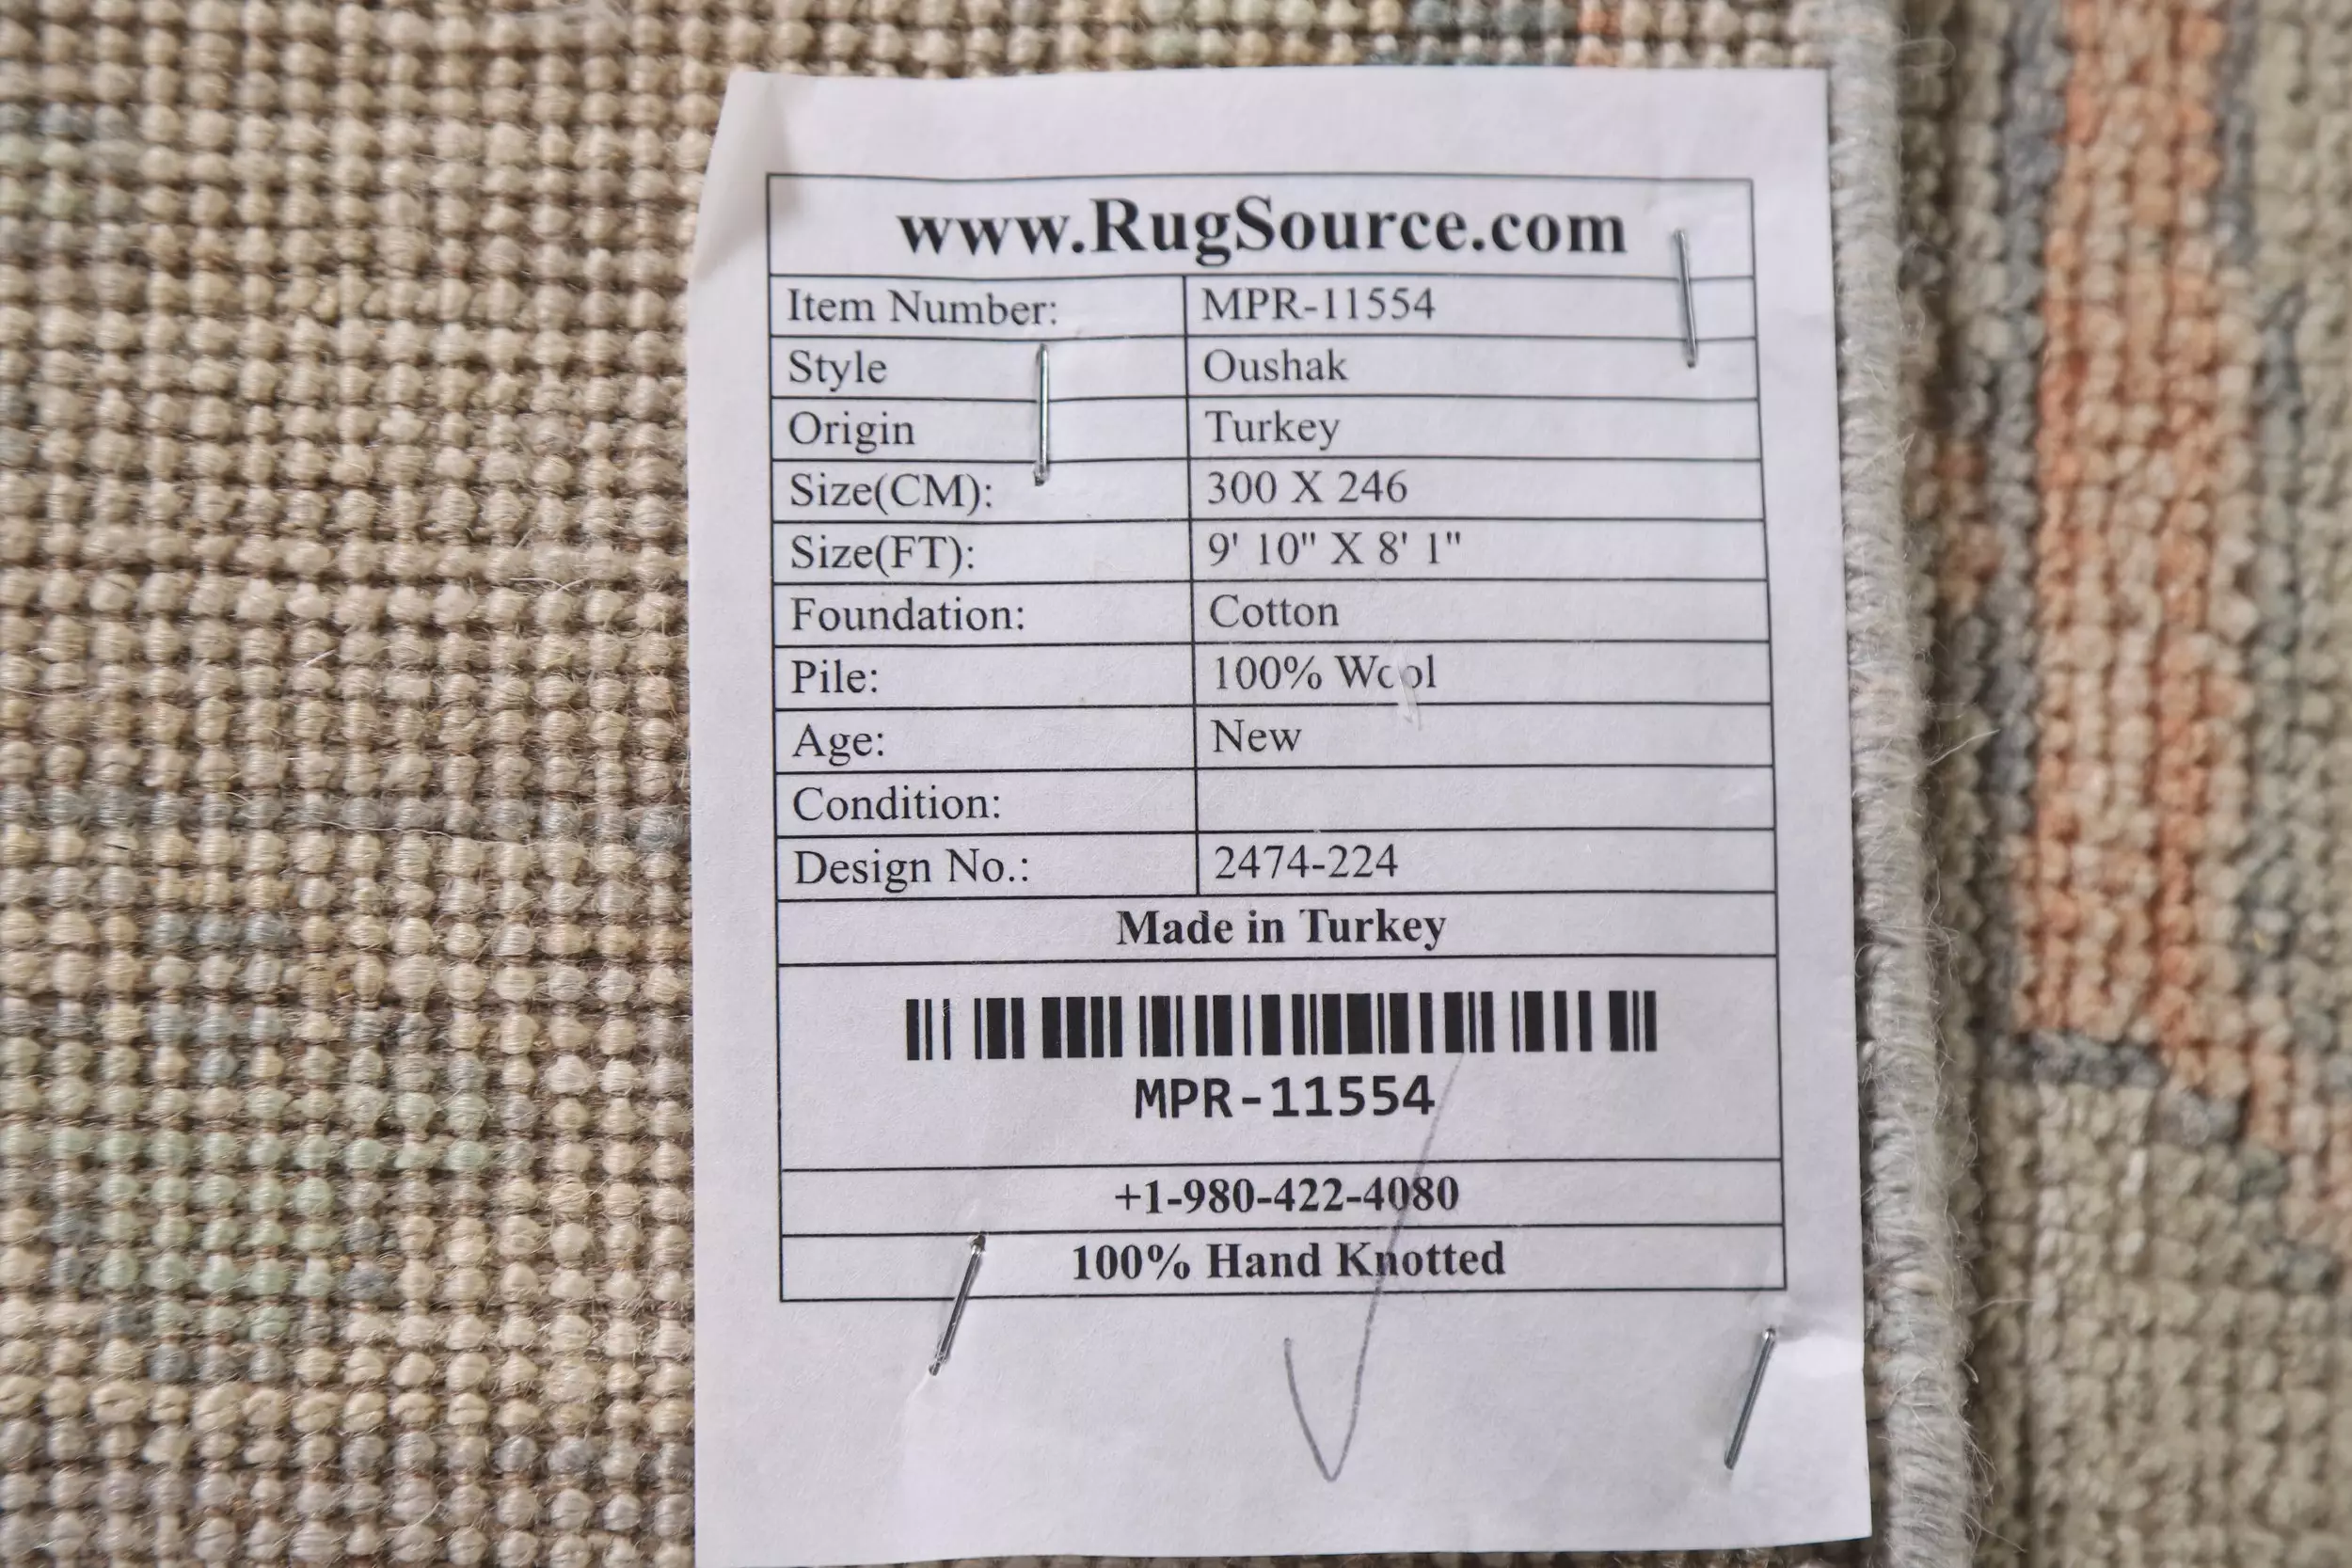 www.RugSource.com
Item Number: MPR-11554
Style Oushak
Origin Turkey
Size(CM): 300 X 246
Size(FT): 9' 10" X 8' 1"
Foundation: Cotton
Pile: 100% Wool
Age: New
Condition:
Design No.: 2474-224
Made in Turkey
MPR-11554
+1-980-422-4080
100% Hand Knotted